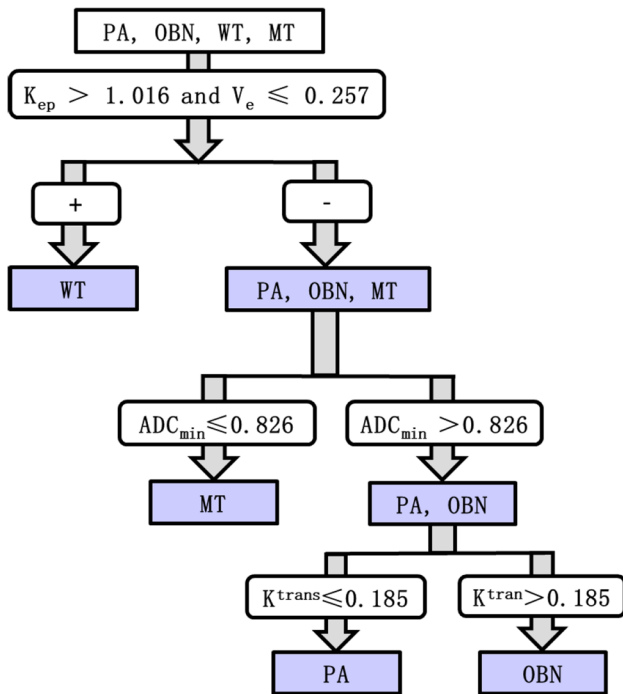 PA, OBN, WT, MT
Kep > 1.016 and Ve ≤ 0.257
+
-
WT
PA, OBN, MT
ADCmin≤0.826
ADCmin >0.826
MT
PA, OBN
Ktrans≤0.185
Ktran>0.185
PA
OBN